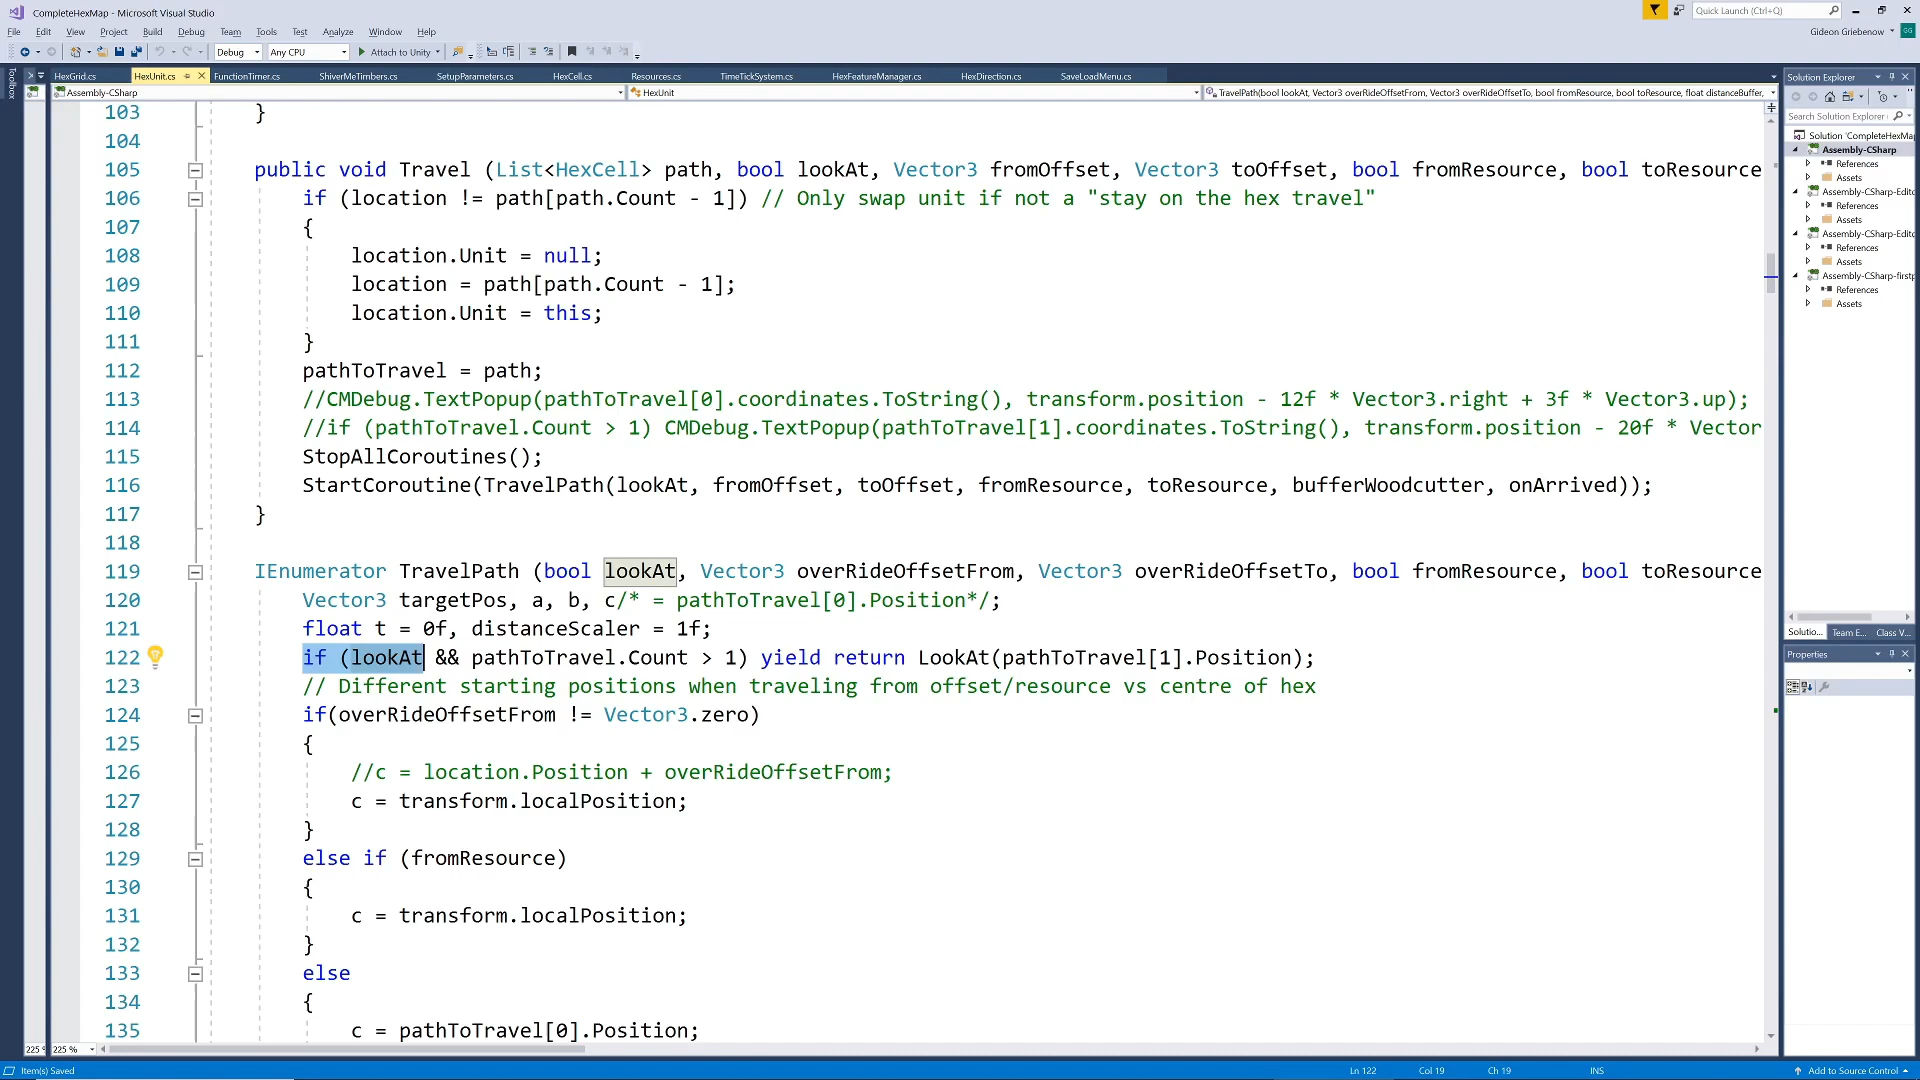 CompleteHexMap - Microsoft Visual Studio
Quick Launch (Ctrl+Q)
File Edit View Project Build Debug Team Tools Test Analyze Window Help
Gideon Griebenow GG
Debug Any CPU Attach to Unity
Toolbox
HexGrid.cs HexUnit.cs FunctionTimer.cs ShiverMeTimbers.cs SetupParameters.cs HexCell.cs Resources.cs TimeTickSystem.cs HexFeatureManager.cs HexDirection.cs SaveLoadMenu.cs
Assembly-CSharp HexUnit TravelPath(bool lookAt, Vector3 overRideOffsetFrom, Vector3 overRideOffsetTo, bool fromResource, bool toResource, float distanceBuffer,
103 }
104
105 public void Travel (List<HexCell> path, bool lookAt, Vector3 fromOffset, Vector3 toOffset, bool fromResource, bool toResource
106 if (location != path[path.Count - 1]) // Only swap unit if not a "stay on the hex travel"
107 {
108 location.Unit = null;
109 location = path[path.Count - 1];
110 location.Unit = this;
111 }
112 pathToTravel = path;
113 //CMDebug.TextPopup(pathToTravel[0].coordinates.ToString(), transform.position - 12f * Vector3.right + 3f * Vector3.up);
114 //if (pathToTravel.Count > 1) CMDebug.TextPopup(pathToTravel[1].coordinates.ToString(), transform.position - 20f * Vector
115 StopAllCoroutines();
116 StartCoroutine(TravelPath(lookAt, fromOffset, toOffset, fromResource, toResource, bufferWoodcutter, onArrived));
117 }
118
119 IEnumerator TravelPath (bool lookAt, Vector3 overRideOffsetFrom, Vector3 overRideOffsetTo, bool fromResource, bool toResource
120 Vector3 targetPos, a, b, c/* = pathToTravel[0].Position*/;
121 float t = 0f, distanceScaler = 1f;
122 if (lookAt && pathToTravel.Count > 1) yield return LookAt(pathToTravel[1].Position);
123 // Different starting positions when traveling from offset/resource vs centre of hex
124 if(overRideOffsetFrom != Vector3.zero)
125 {
126 //c = location.Position + overRideOffsetFrom;
127 c = transform.localPosition;
128 }
129 else if (fromResource)
130 {
131 c = transform.localPosition;
132 }
133 else
134 {
135 c = pathToTravel[0].Position;
225 % 225 %
Solution Explorer
Search Solution Explorer
Solution 'CompleteHexMa
Assembly-CSharp
References
Assets
Assembly-CSharp-Edito
References
Assets
Assembly-CSharp-Edito
References
Assets
Assembly-CSharp-firstp
References
Assets
Solutio... Team E... Class V...
Properties
Item(s) Saved Ln 122 Col 19 Ch 19 INS Add to Source Control